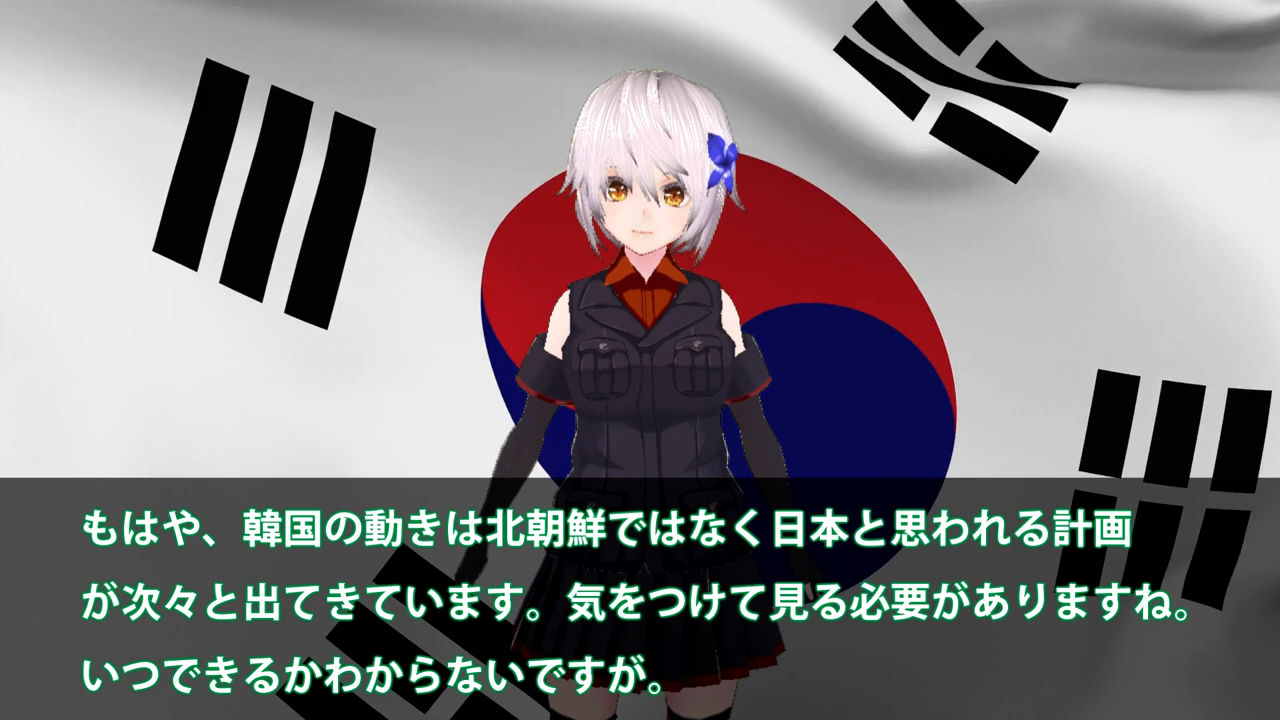 もはや、韓国の動きは北朝鮮ではなく日本と思われる計画
が次々と出てきています。気をつけて見る必要がありますね。
いつできるかわからないですが。